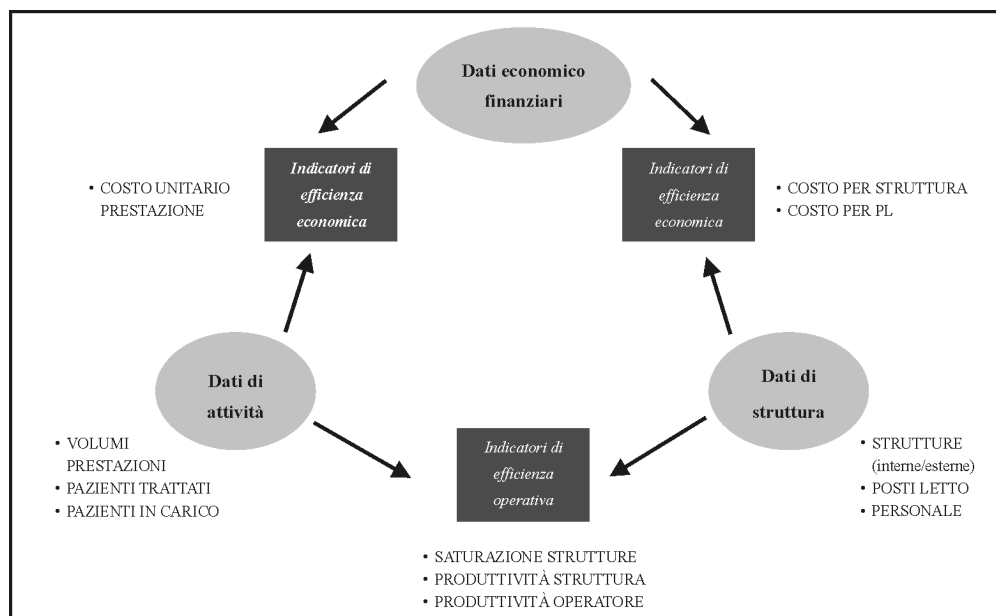 Dati economico
finanziari
Indicatori di
efficienza
economica
• COSTO UNITARIO
PRESTAZIONE
Indicatori di
efficienza
economica
• COSTO PER STRUTTURA
• COSTO PER PL
Dati di
attività
• VOLUMI
PRESTAZIONI
• PAZIENTI TRATTATI
• PAZIENTI IN CARICO
Dati di
struttura
• STRUTTURE
(interne/esterne)
• POSTI LETTO
• PERSONALE
Indicatori di
efficienza
operativa
• SATURAZIONE STRUTTURE
• PRODUTTIVITÀ STRUTTURA
• PRODUTTIVITÀ OPERATORE